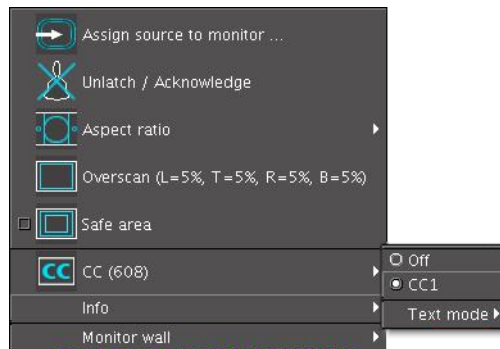 Assign source to monitor ...
Unlatch / Acknowledge
Aspect ratio
Overscan (L=5%, T=5%, R=5%, B=5%)
Safe area
CC CC (608)
Off
CC1
Info
Text mode
Monitor wall